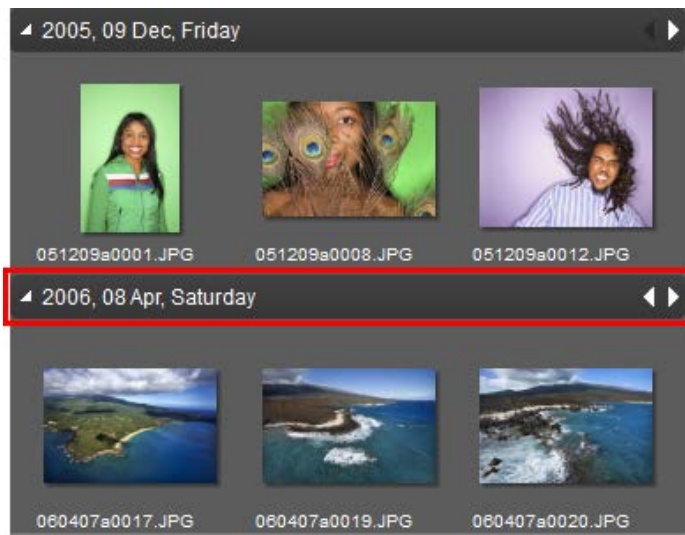 2005, 09 Dec, Friday
051209a0001.JPG 051209a0008.JPG 051209a0012.JPG
2006, 08 Apr, Saturday
060407a0017.JPG 060407a0019.JPG 060407a0020.JPG